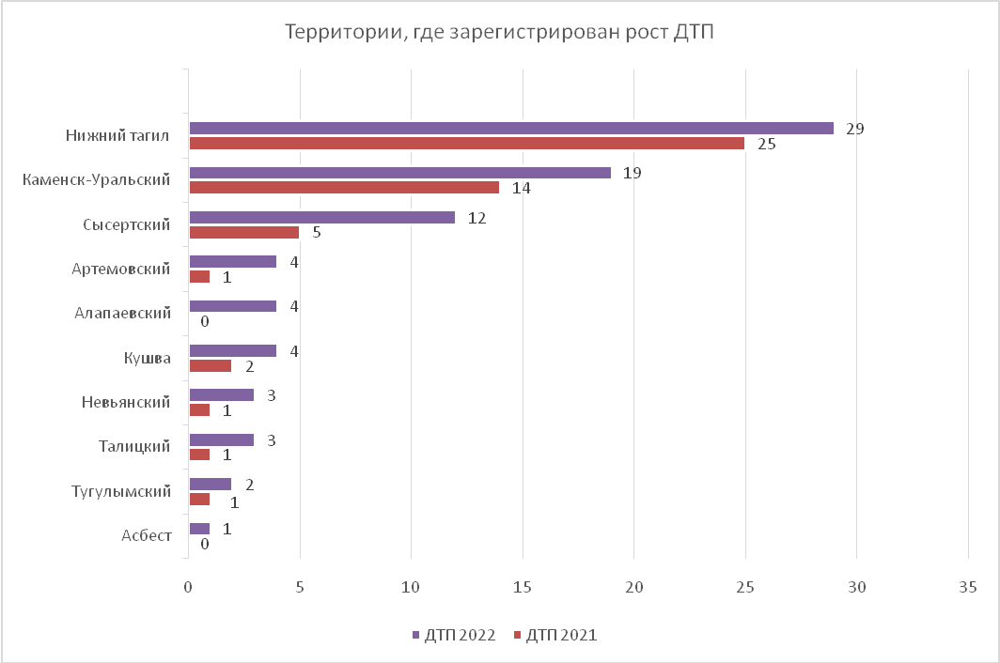 Территории, где зарегистрирован рост ДТП
Нижний тагил
29
25
Каменск-Уральский
19
14
Сысертский
12
5
Артемовский
4
1
Алапаевский
4
0
Кушва
4
2
Невьянский
3
1
Талицкий
3
1
Тугулымский
2
1
Асбест
1
0
0 5 10 15 20 25 30 35
ДТП 2022 ДТП 2021